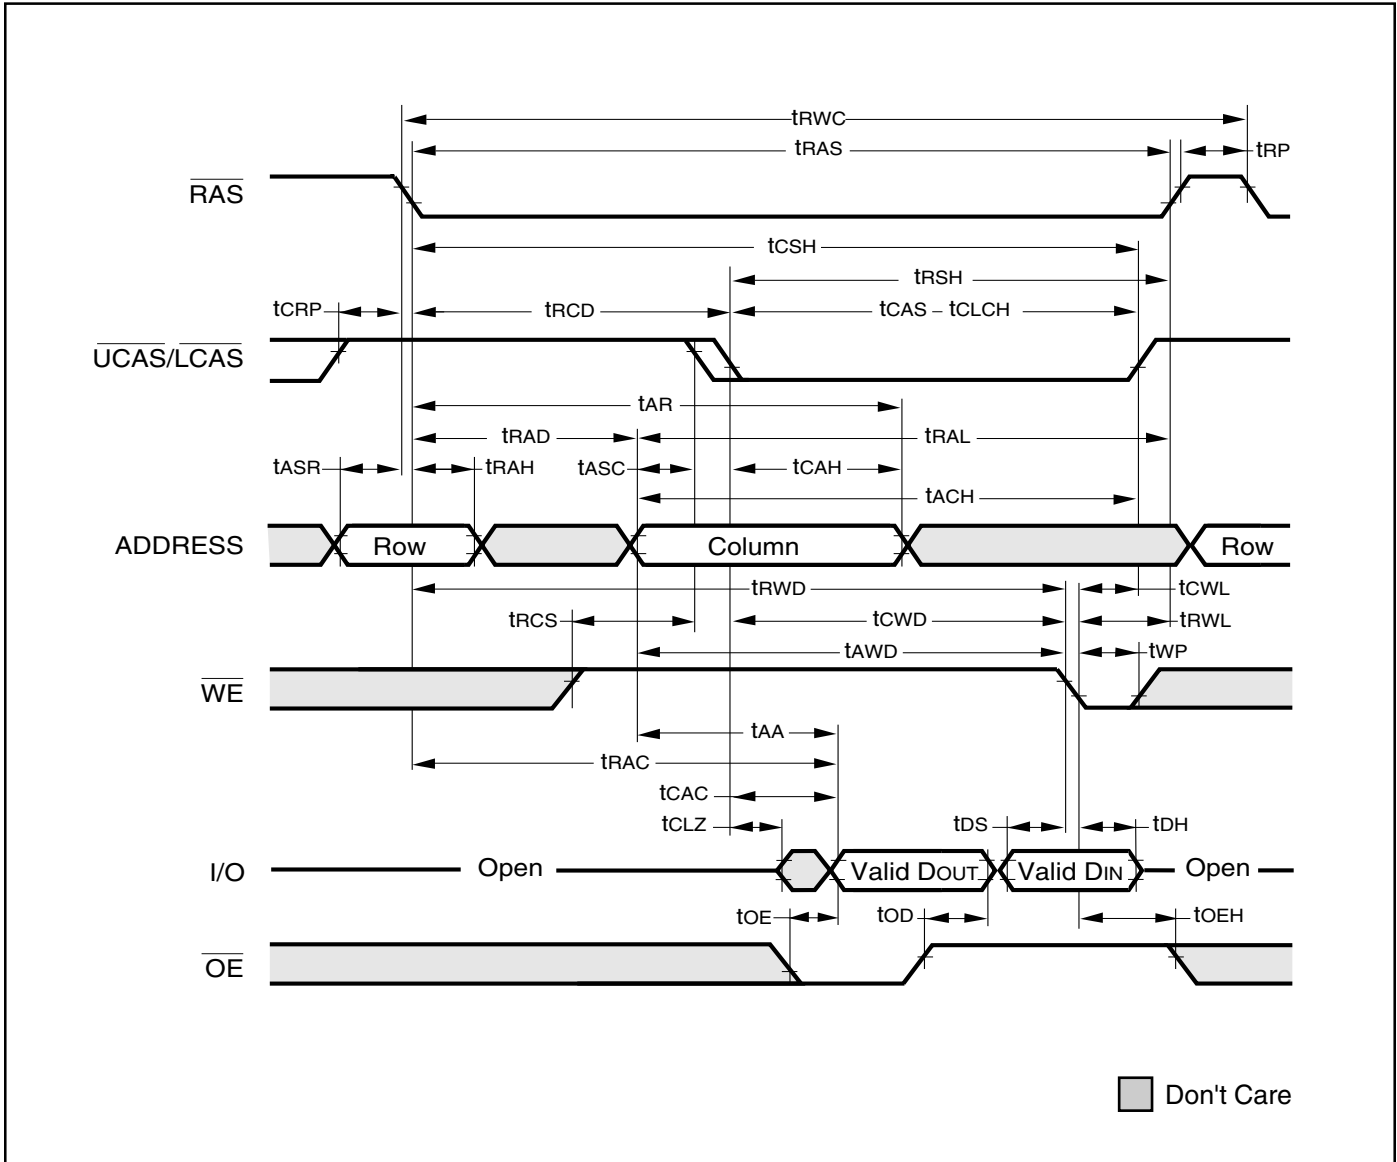 tRWC
tRAS
tRP
RAS
tCSH
tRSH
tCRP
tRCD
tCAS – tCLCH
UCAS/LCAS
tAR
tRAD
tRAL
tASR
tRAH
tASC
tCAH
tACH
ADDRESS
Row
Column
Row
tRWD
tCWL
tRCS
tCWD
tRWL
tAWD
tWP
WE
tAA
tRAC
tCAC
tCLZ
tDS
tDH
I/O
Open
Valid DOUT
Valid DIN
Open
tOE
tOD
tOEH
OE
Don't Care